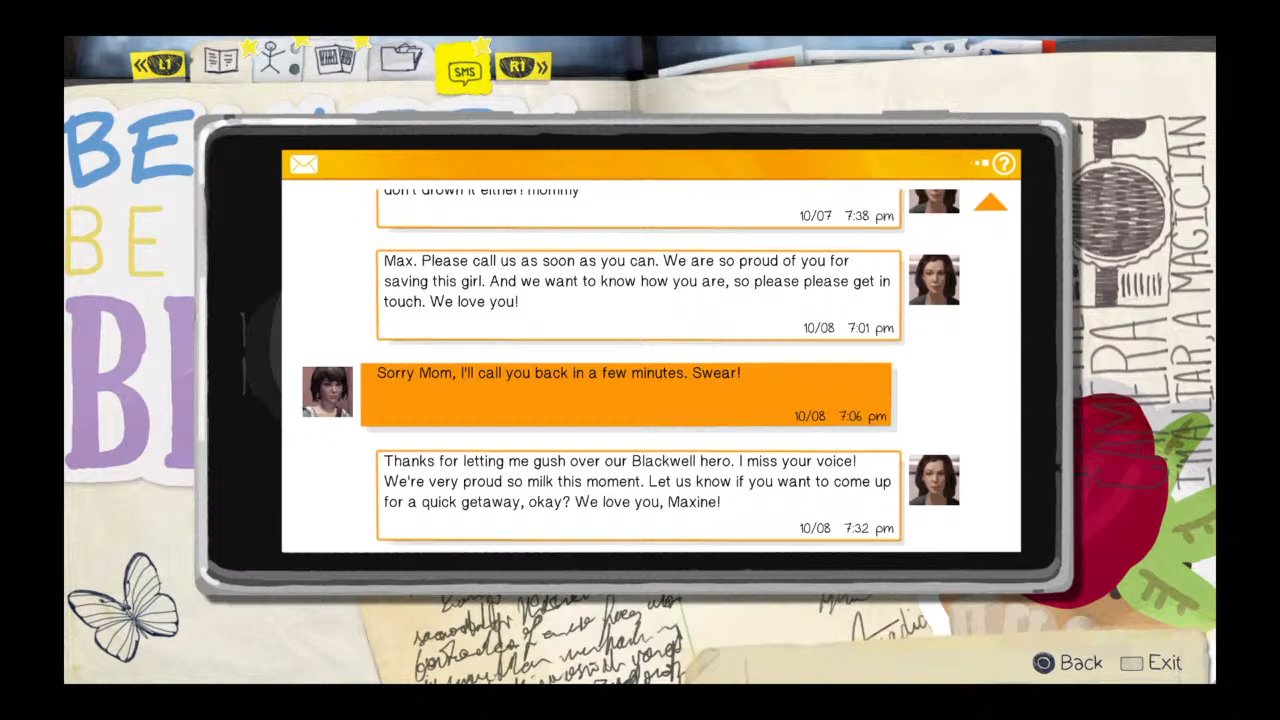 L1
SMS
R1
BE
BE
don't drown it either! mommy
10/07 7:38 pm
Max. Please call us as soon as you can. We are so proud of you for
saving this girl. And we want to know how you are, so please please get in
touch. We love you!
10/08 7:01 pm
Sorry Mom, I'll call you back in a few minutes. Swear!
10/08 7:06 pm
Thanks for letting me gush over our Blackwell hero. I miss your voice!
We're very proud so milk this moment. Let us know if you want to come up
for a quick getaway, okay? We love you, Maxine!
10/08 7:32 pm
CAMERA
LIAR, A MAGICIAN
Back
Exit